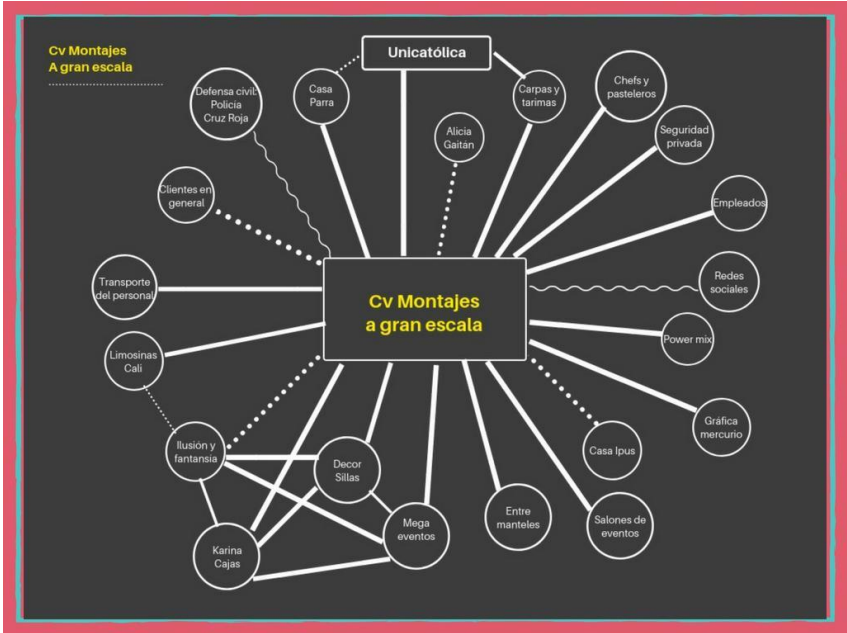 Cv Montajes
A gran escala
Unicatólica
Defensa civil:
Policía
Cruz Roja
Casa
Parra
Carpas y
tarimas
Chefs y
pasteleros
Alicia
Gaitán
Seguridad
privada
Clientes en
general
Empleados
Transporte
del personal
Redes
sociales
Cv Montajes
a gran escala
Limosinas
Cali
Power mix
Gráfica
mercurio
Ilusión y
fantansia
Casa Ipus
Decor
Sillas
Entre
manteles
Salones de
eventos
Mega
eventos
Karina
Cajas